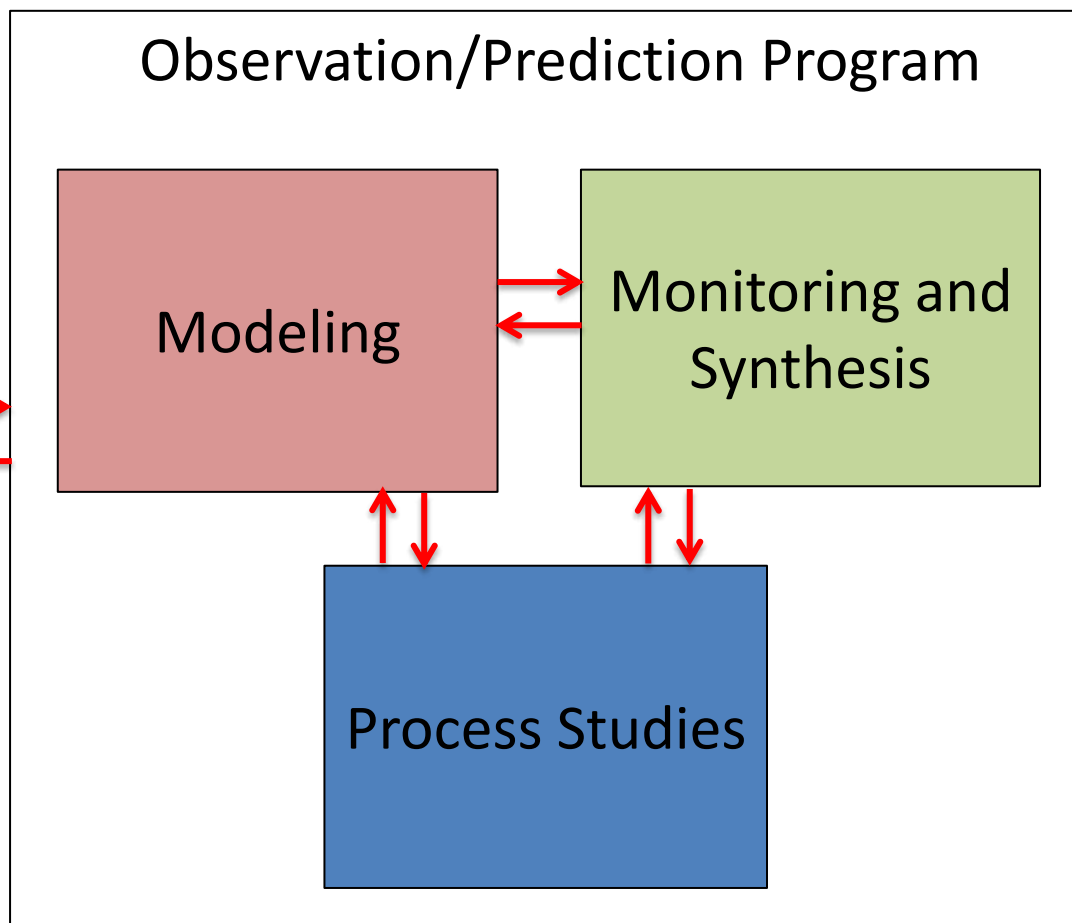 Observation/Prediction Program
Modeling
Monitoring and
Synthesis
Process Studies